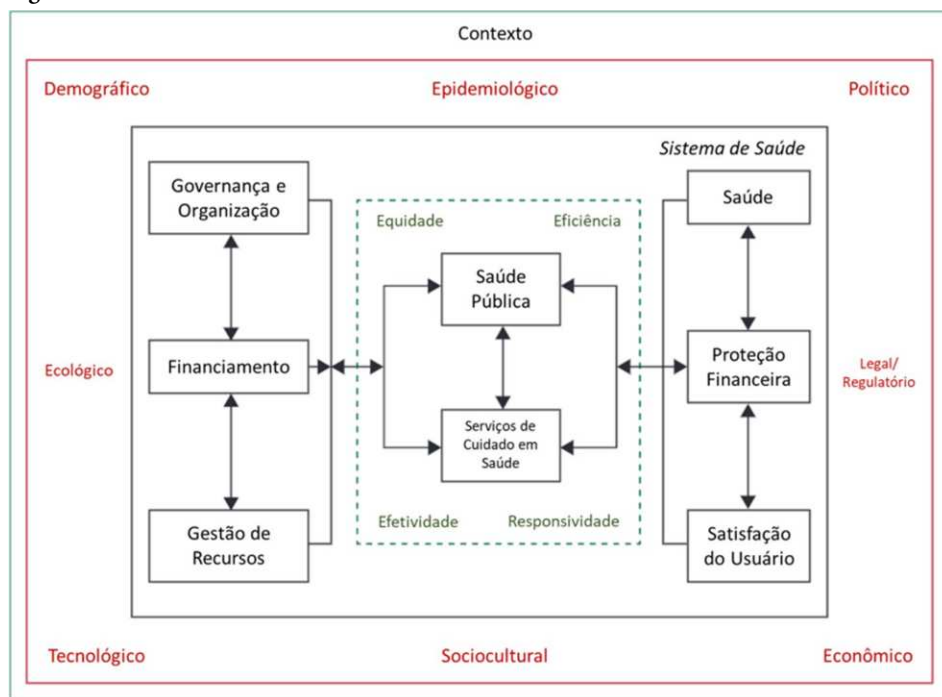 Contexto
Demográfico
Epidemiológico
Político
Sistema de Saúde
Governança e
Organização
Saúde
Equidade
Eficiência
Saúde
Pública
Ecológico
Financiamento
Proteção
Financeira
Legal/
Regulatório
Serviços de
Cuidado em
Saúde
Efetividade
Responsividade
Gestão de
Recursos
Satisfação
do Usuário
Tecnológico
Sociocultural
Econômico